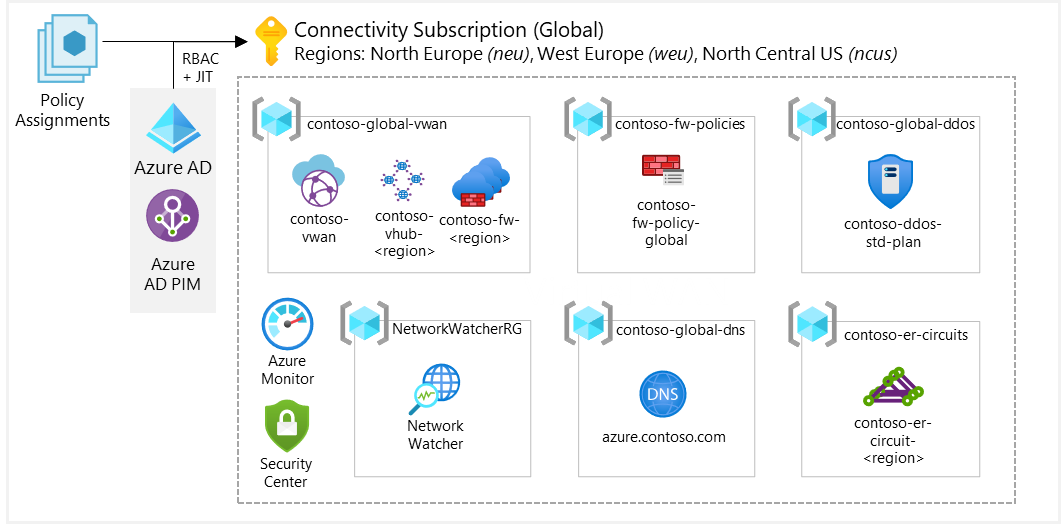 Connectivity Subscription (Global)
Regions: North Europe (neu), West Europe (weu), North Central US (ncus)
Policy
Assignments
RBAC
+ JIT
Azure AD
Azure
AD PIM
contoso-global-vwan
contoso-
vwan
contoso-
vhub-
<region>
contoso-fw-
<region>
contoso-fw-policies
contoso-
fw-policy-
global
contoso-global-ddos
contoso-ddos-
std-plan
Azure
Monitor
Security
Center
NetworkWatcherRG
Network
Watcher
contoso-global-dns
DNS
azure.contoso.com
contoso-er-circuits
contoso-er-
circuit-
<region>